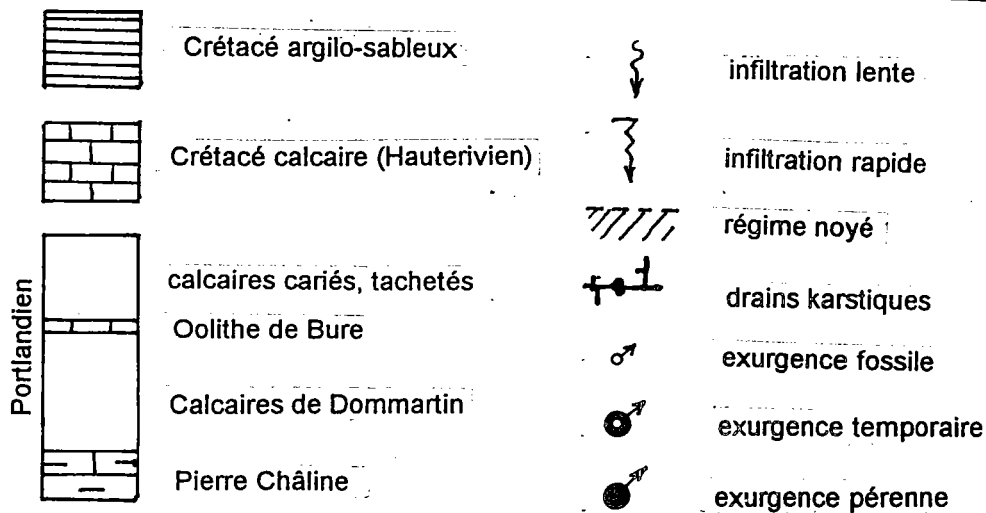 Crétacé argilo-sableux
Crétacé calcaire (Hauterivien)
Portlandien
calcaires cariés, tachetés
Oolithe de Bure
Calcaires de Dommartin
Pierre Châline
infiltration lente
infiltration rapide
régime noyé
drains karstiques
exurgence fossile
exurgence temporaire
exurgence pérenne